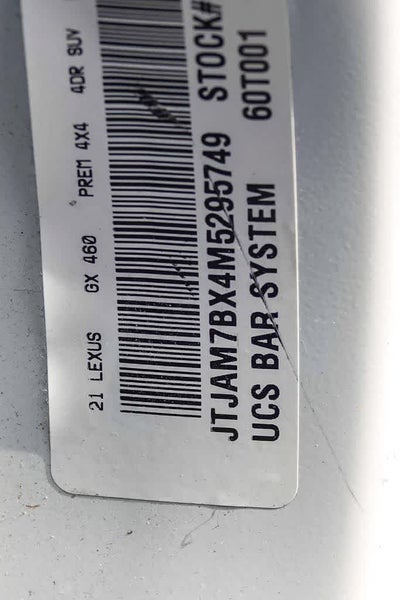 21 LEXUS GX 460 PREM 4X4 4DR SUV
JTJAM7BX4M5295749 STOCK#
UCS BAR SYSTEM 60T001